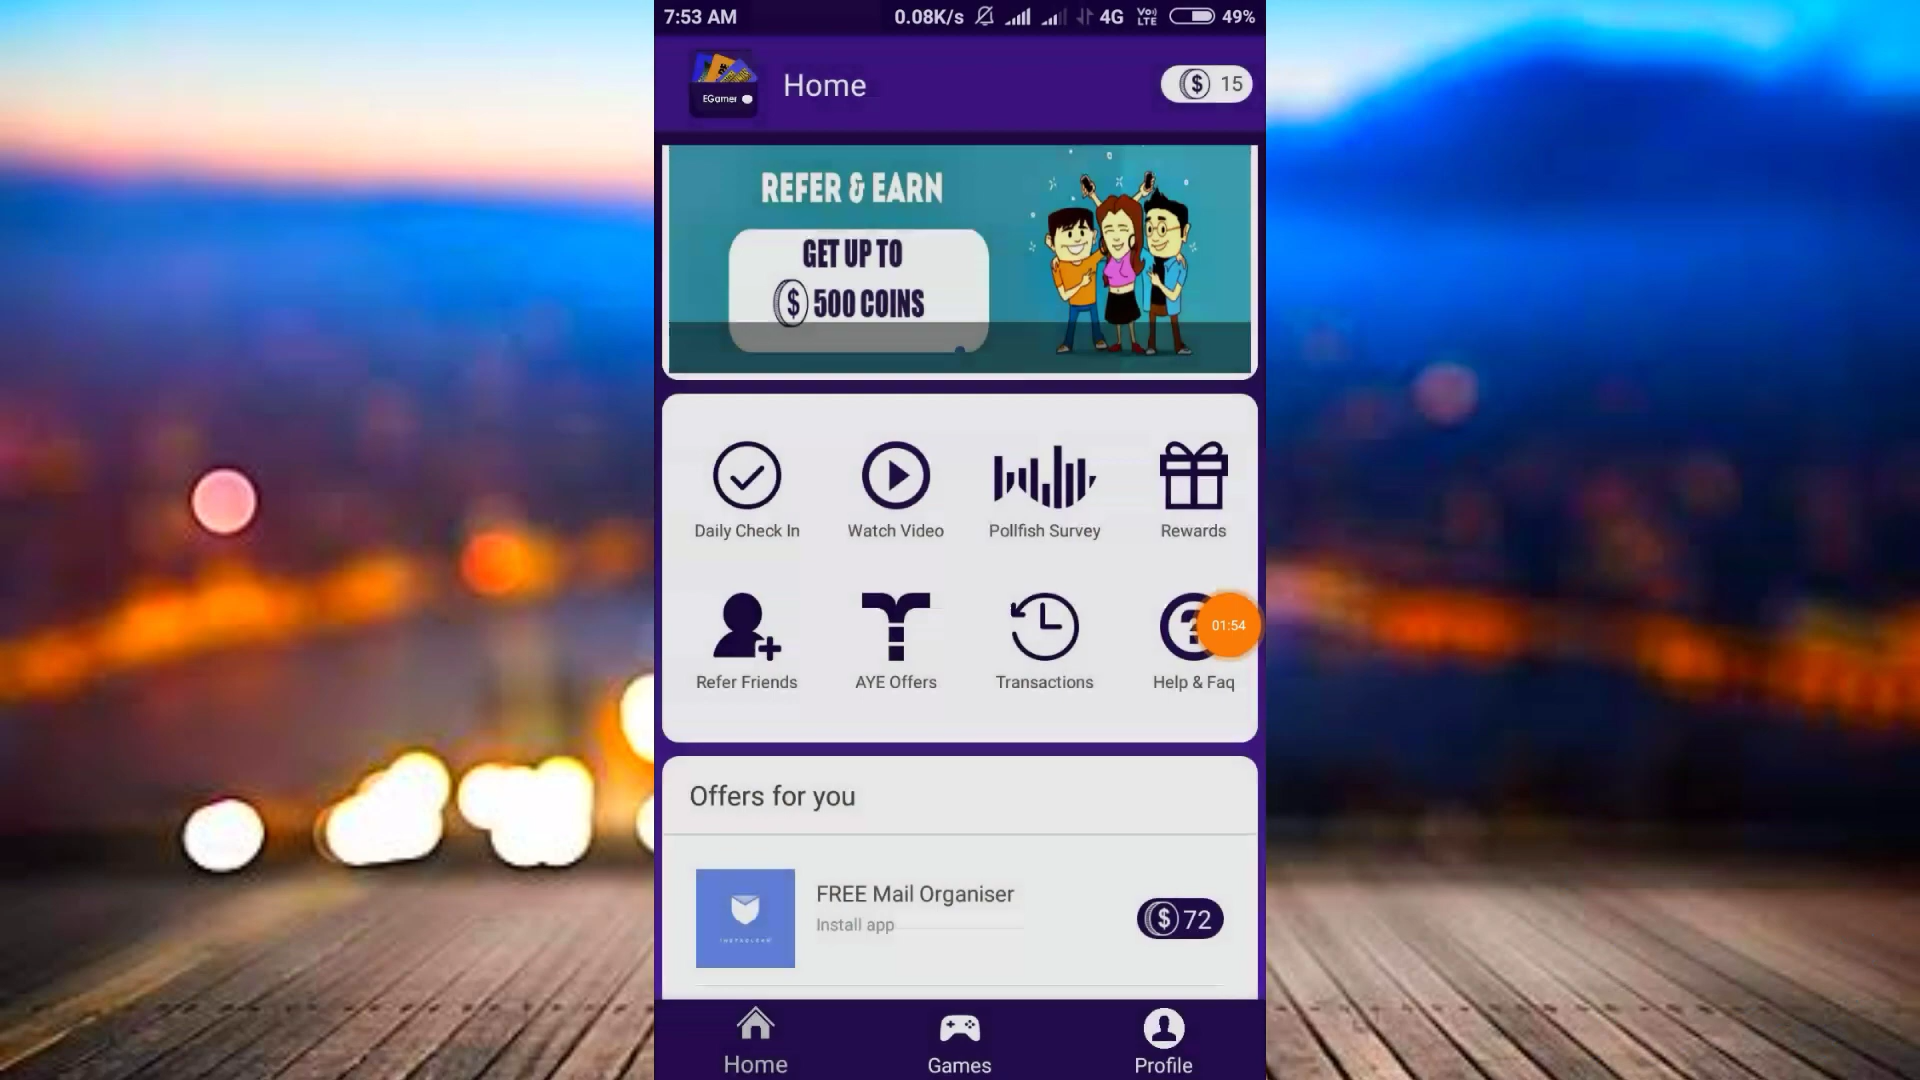 7:53 AM 0.08K/s 4G Vo) LTE 49%
EGamer Home $ 15
REFER & EARN
GET UP TO
$ 500 COINS
Daily Check In Watch Video Pollfish Survey Rewards
Refer Friends AYE Offers Transactions Help & Faq
01:54
Offers for you
FREE Mail Organiser
Install app
$ 72
Home Games Profile